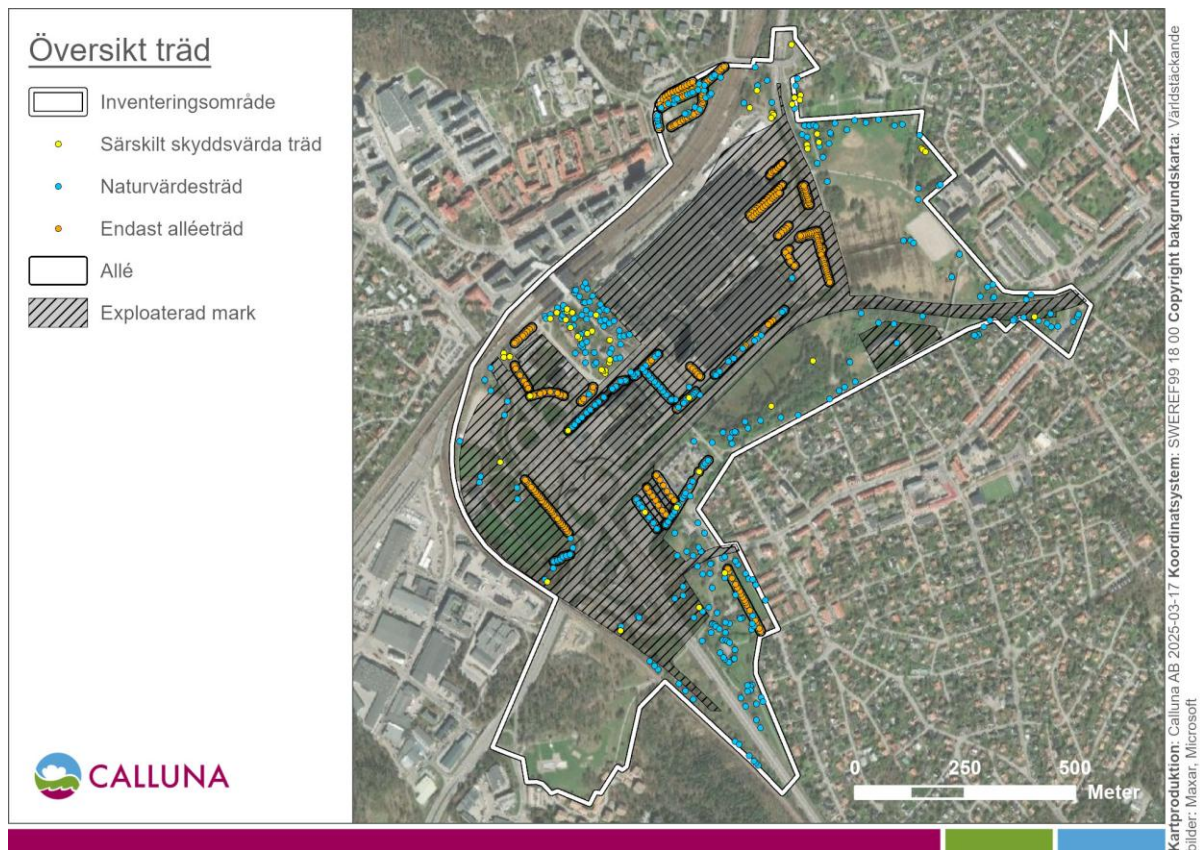 Översikt träd
Inventeringsområde
Särskilt skyddsvärda träd
Naturvärdesträd
Endast alléeträd
Allé
Exploaterad mark
CALLUNA
N
0 250 500
Meter
Kartproduktion: Calluna AB 2025-03-17 Koordinatsystem: SWEREF99 18 00 Copyright bakgrundskarta: Världstäckande
bilder: Maxar, Microsoft